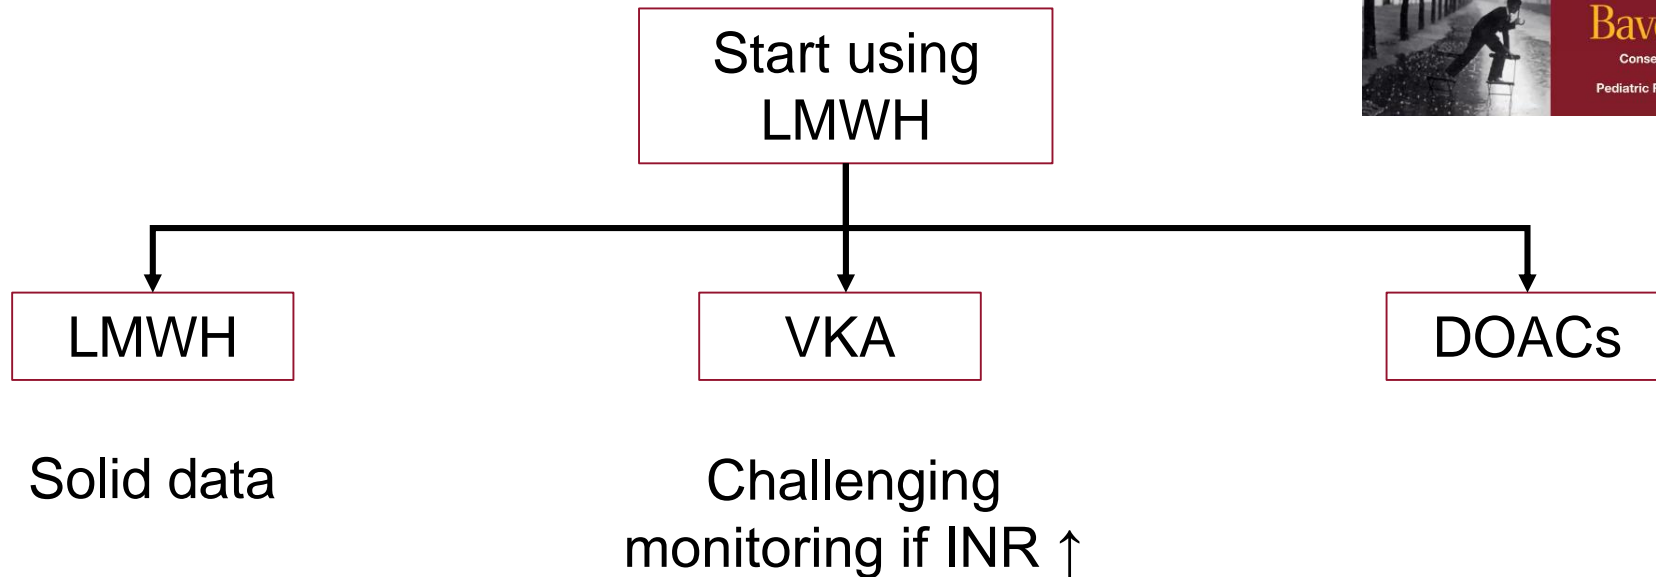 Start using
LMWH
LMWH
VKA
DOACs
Solid data
Challenging
monitoring if INR ↑